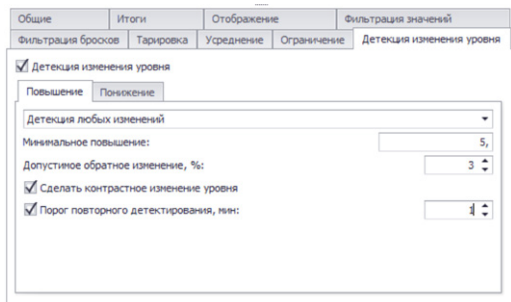 Общие Итоги Отображение Фильтрация значений
Фильтрация бросков Тарировка Усреднение Ограничение Детекция изменения уровня
Детекция изменения уровня
Повышение Понижение
Детекция любых изменений
Минимальное повышение: 5,
Допустимое обратное изменение, %: 3
Сделать контрастное изменение уровня
Порог повторного детектирования, мин: 1